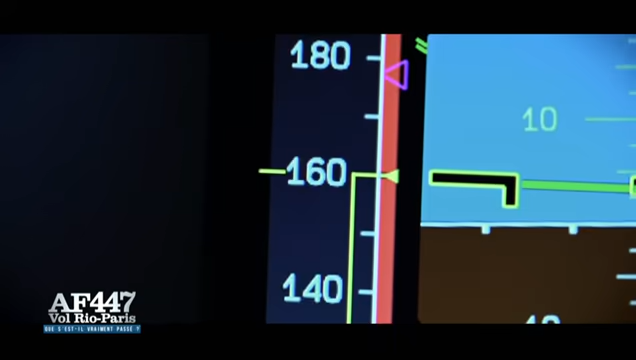 180
10
160
140
AF447
Vol Rio-Paris
QUE S'EST-IL VRAIMENT PASSÉ ?